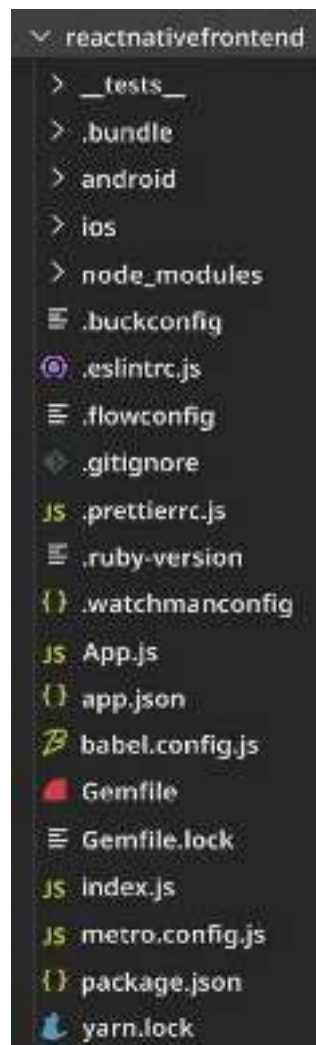 reactnativefrontend
__tests__
.bundle
android
ios
node_modules
.buckconfig
.eslintrc.js
.flowconfig
.gitignore
JS .prettierrc.js
.ruby-version
{} .watchmanconfig
JS App.js
{} app.json
babel.config.js
Gemfile
Gemfile.lock
JS index.js
JS metro.config.js
{} package.json
yarn.lock